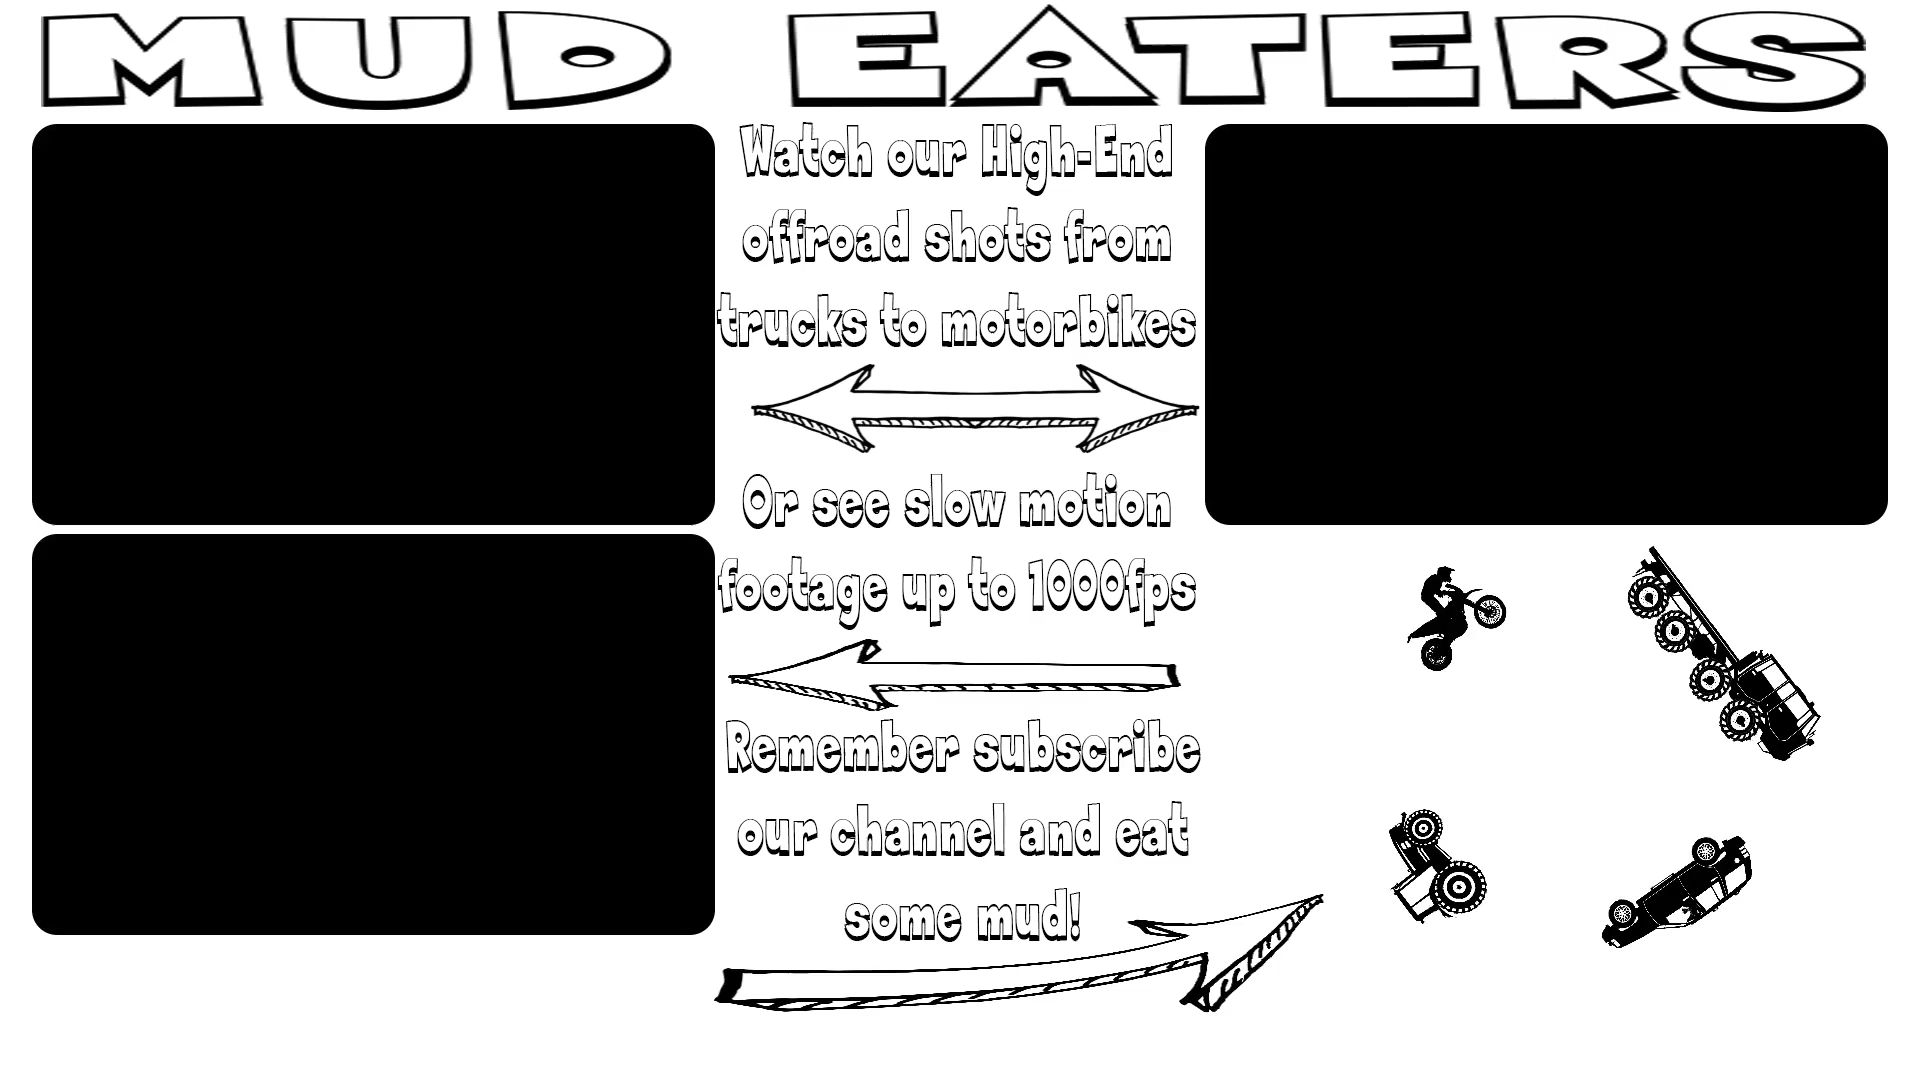 MUD EATERS
Watch our High-End
offroad shots from
trucks to motorbikes
Or see slow motion
footage up to 1000fps
Remember subscribe
our channel and eat
some mud!